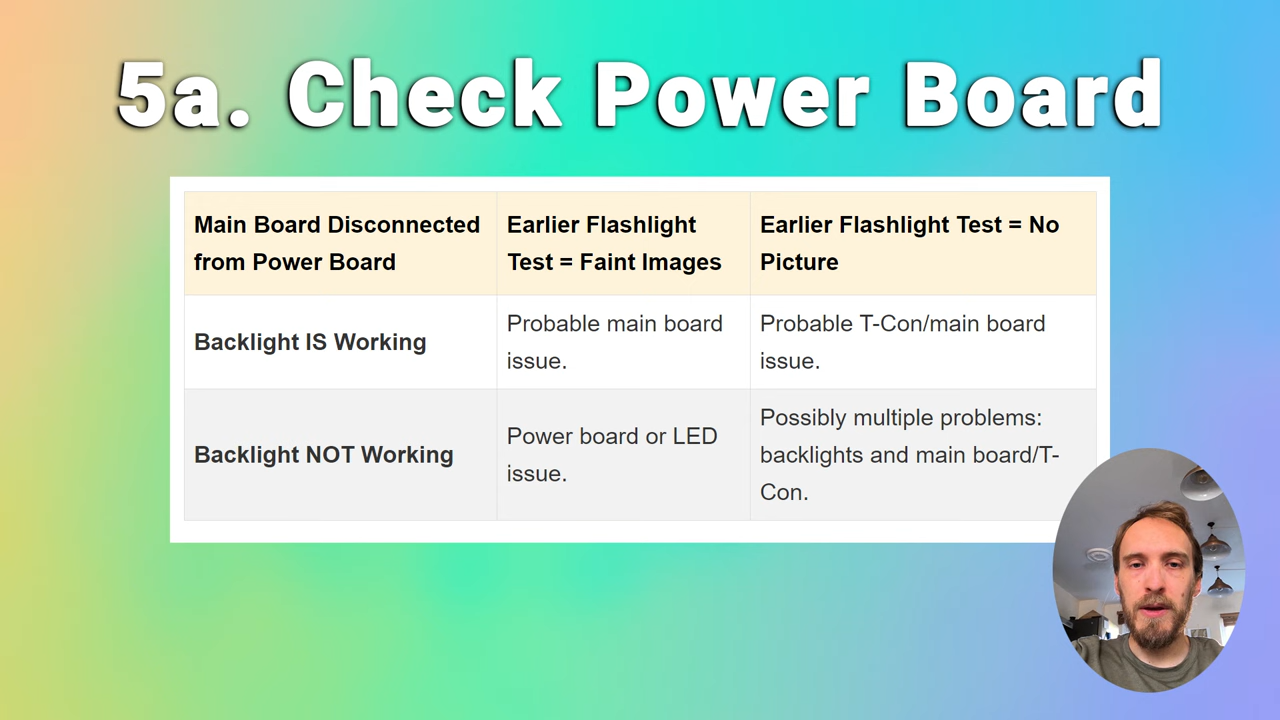 5a. Check Power Board
Main Board Disconnected
from Power Board
Earlier Flashlight
Test = Faint Images
Earlier Flashlight Test = No
Picture
Backlight IS Working
Probable main board
issue.
Probable T-Con/main board
issue.
Backlight NOT Working
Power board or LED
issue.
Possibly multiple problems:
backlights and main board/T-
Con.